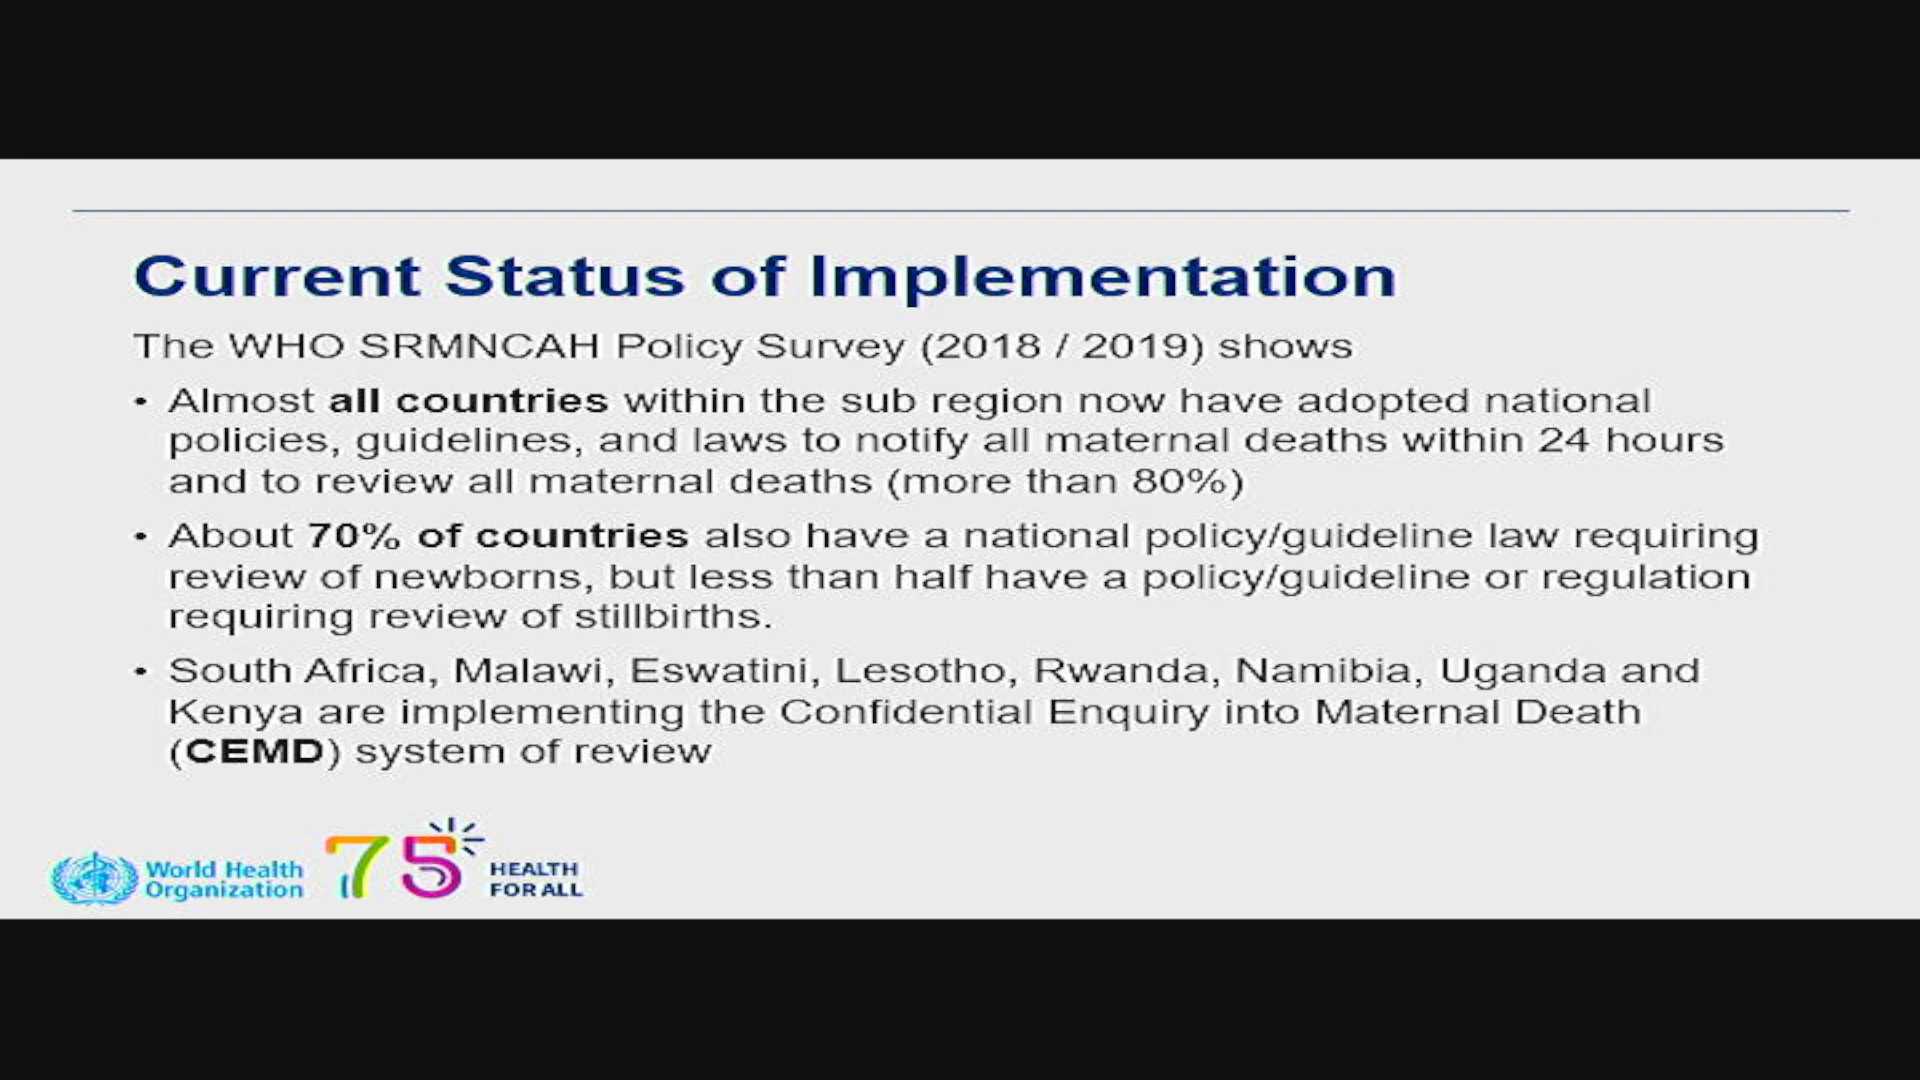 Current Status of Implementation
The WHO SRMNCAH Policy Survey (2018 / 2019) shows
• Almost all countries within the sub region now have adopted national
policies, guidelines, and laws to notify all maternal deaths within 24 hours
and to review all maternal deaths (more than 80%)
• About 70% of countries also have a national policy/guideline law requiring
review of newborns, but less than half have a policy/guideline or regulation
requiring review of stillbirths.
• South Africa, Malawi, Eswatini, Lesotho, Rwanda, Namibia, Uganda and
Kenya are implementing the Confidential Enquiry into Maternal Death
(CEMD) system of review
World Health
Organization
75
HEALTH
FOR ALL